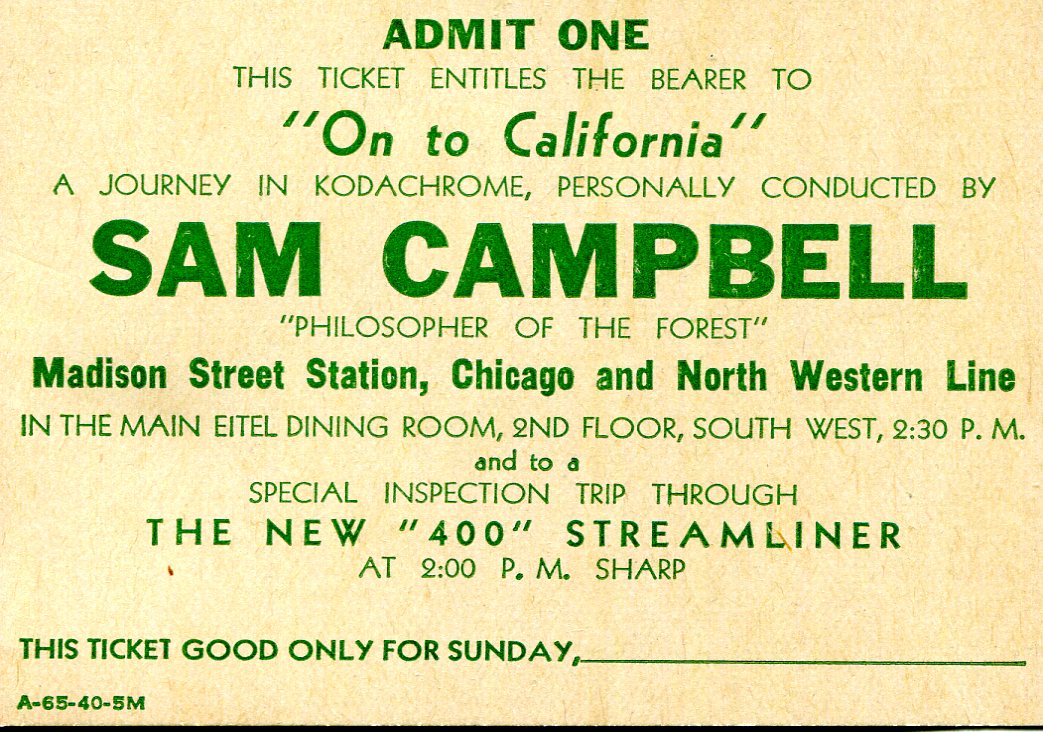 ADMIT ONE
THIS TICKET ENTITLES THE BEARER TO
"On to California"
A JOURNEY IN KODACHROME, PERSONALLY CONDUCTED BY
SAM CAMPBELL
"PHILOSOPHER OF THE FOREST"
Madison Street Station, Chicago and North Western Line
IN THE MAIN EITEL DINING ROOM, 2ND FLOOR, SOUTH WEST, 2:30 P. M.
and to a
SPECIAL INSPECTION TRIP THROUGH
THE NEW "400" STREAMLINER
AT 2:00 P. M. SHARP
THIS TICKET GOOD ONLY FOR SUNDAY,
A-65-40-5M